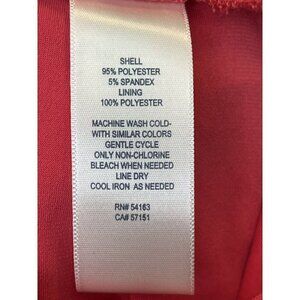 SHELL
95% POLYESTER
5% SPANDEX
LINING
100% POLYESTER
MACHINE WASH COLD-
WITH SIMILAR COLORS
GENTLE CYCLE
ONLY NON-CHLORINE
BLEACH WHEN NEEDED
LINE DRY
COOL IRON AS NEEDED
RN# 54163
CA# 57151